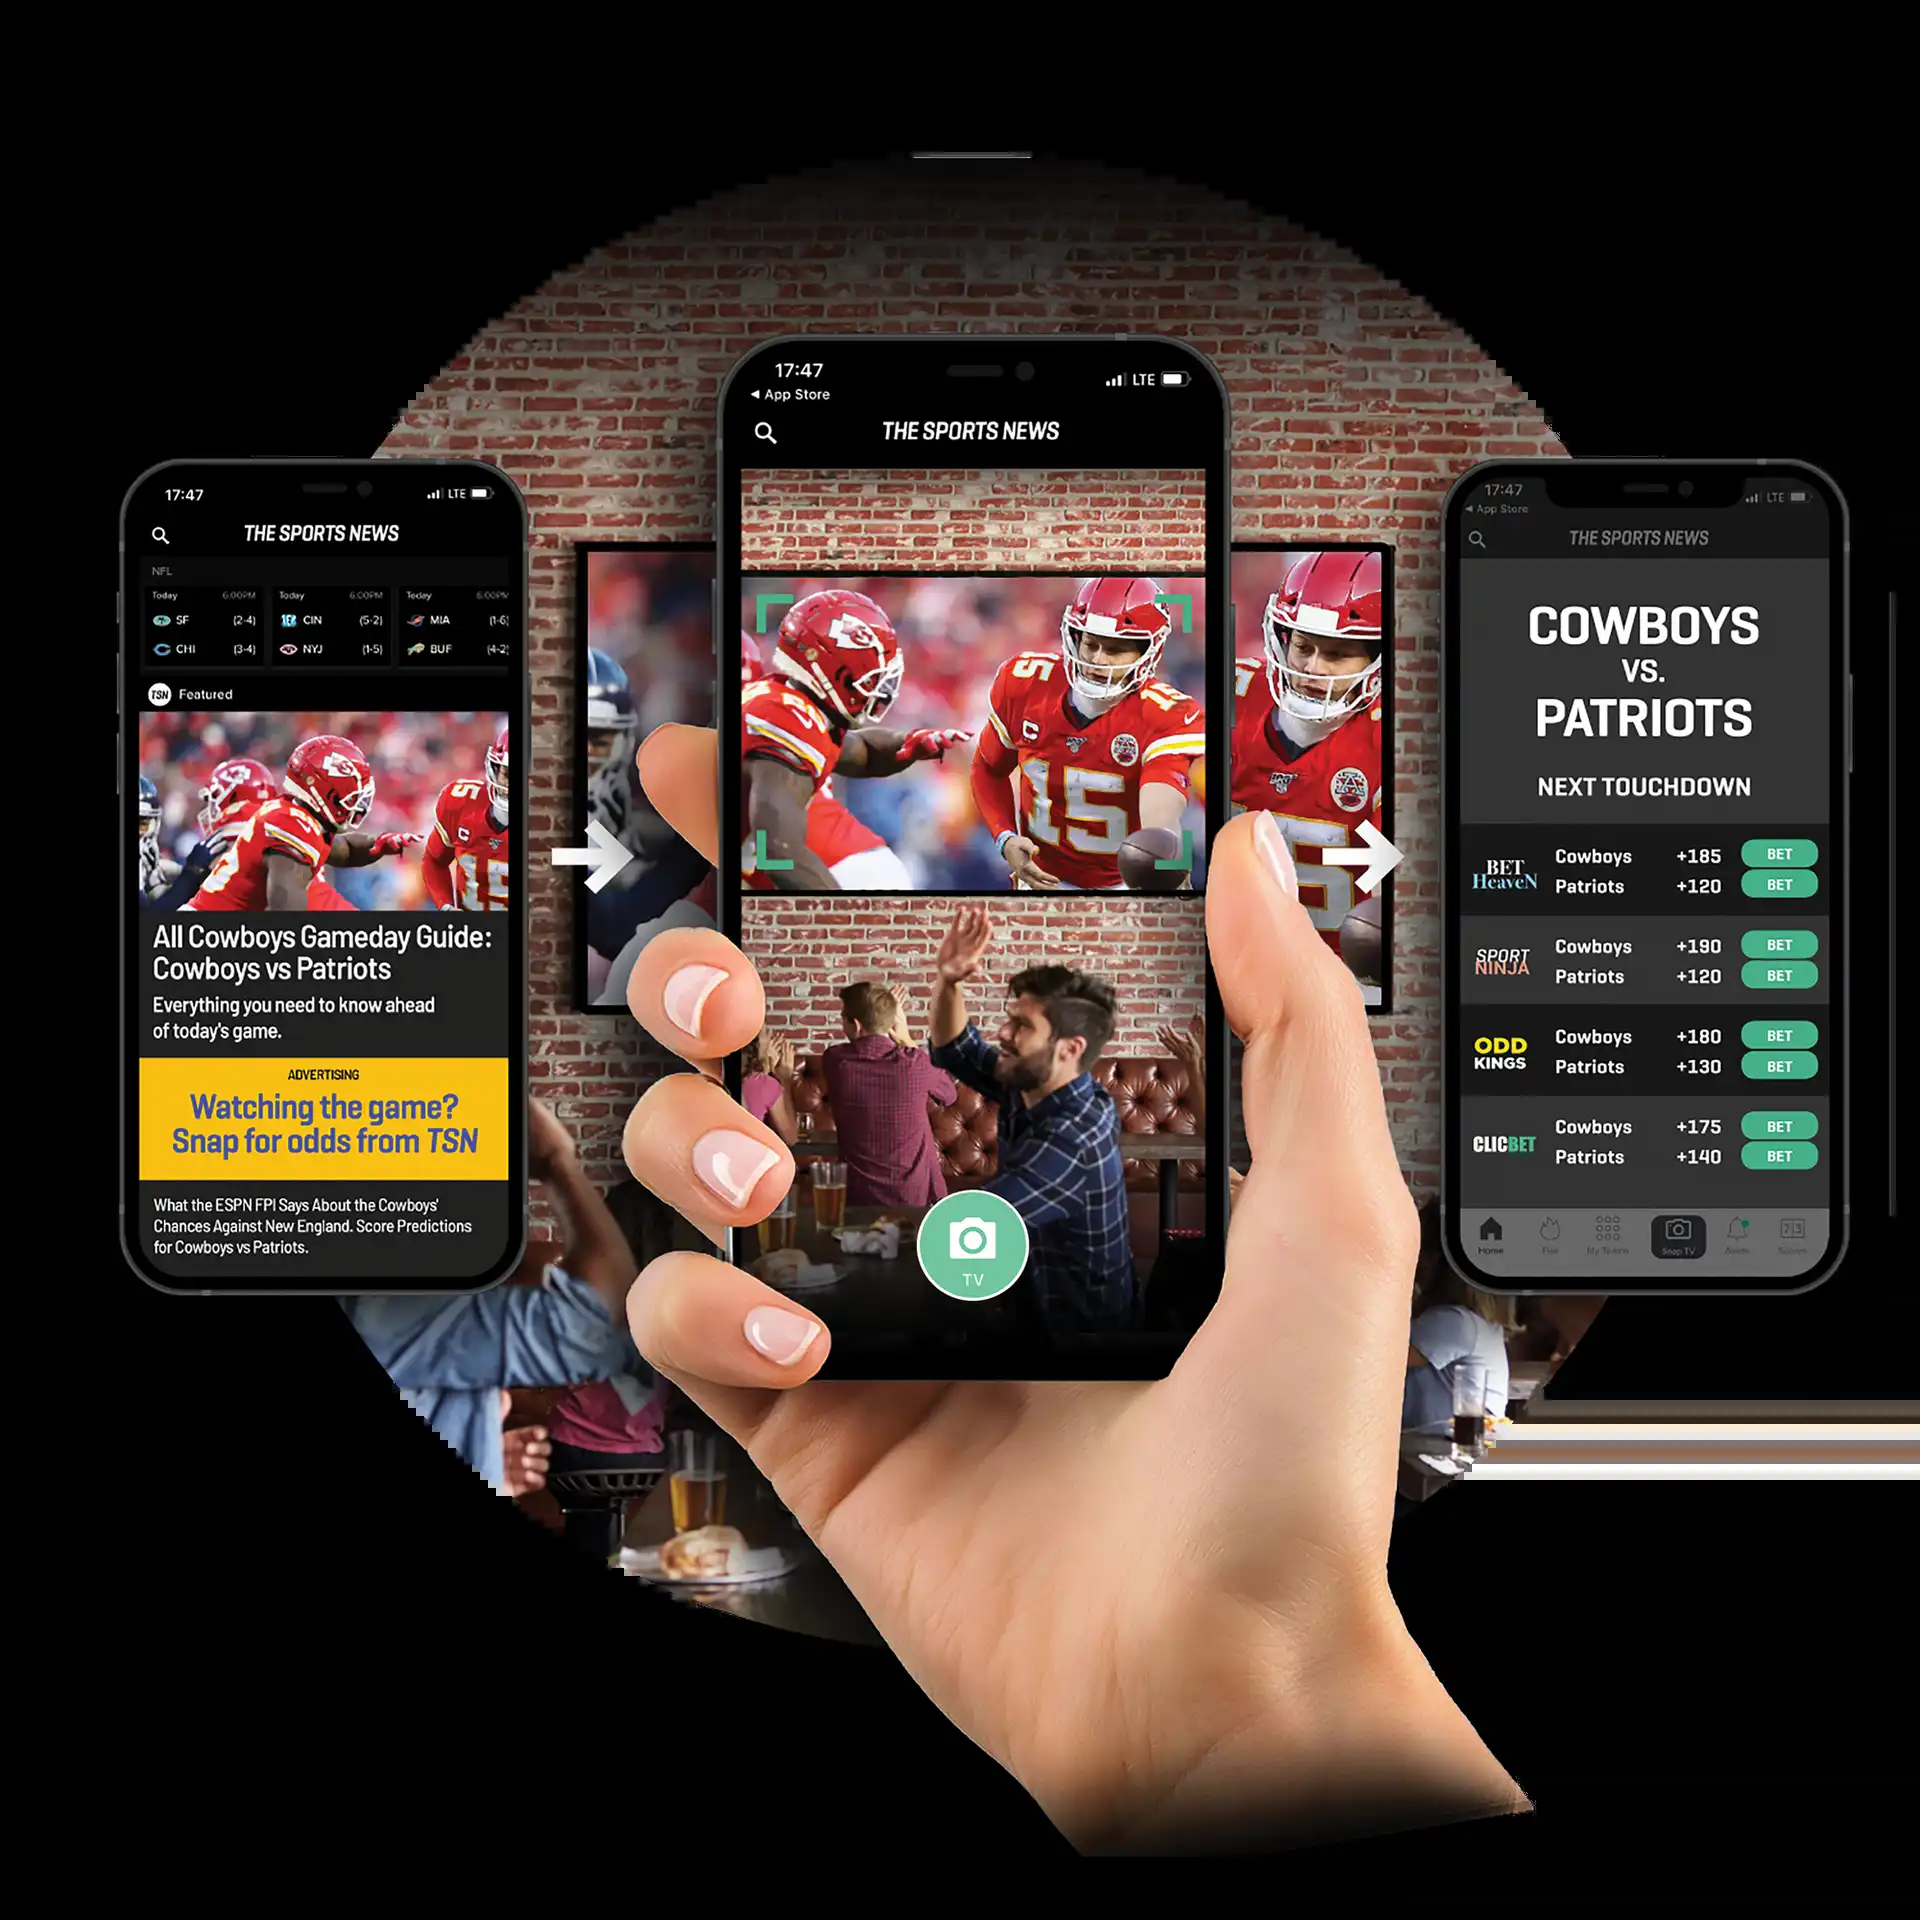 17:47
LTE
THE SPORTS NEWS
NFL
Today 6:00PM
SF (2-4)
CHI (3-4)
Today 6:00PM
CIN (5-2)
NYJ (1-5)
Today 6:00PM
MIA (1-6)
BUF (4-2)
TSN Featured
All Cowboys Gameday Guide:
Cowboys vs Patriots
Everything you need to know ahead
of today's game.
ADVERTISING
Watching the game?
Snap for odds from TSN
What the ESPN FPI Says About the Cowboys'
Chances Against New England. Score Predictions
for Cowboys vs Patriots.
17:47
LTE
◀ App Store
THE SPORTS NEWS
15
15
C
15
TV
17:47
LTE
◀ App Store
THE SPORTS NEWS
COWBOYS
VS.
PATRIOTS
NEXT TOUCHDOWN
BET
HeaveN
Cowboys +185 BET
Patriots +120 BET
SPORT
NINJA
Cowboys +190 BET
Patriots +120 BET
ODD
KINGS
Cowboys +180 BET
Patriots +130 BET
CLICBET
Cowboys +175 BET
Patriots +140 BET
Home
Fire
My Teams
Snap TV
Scores